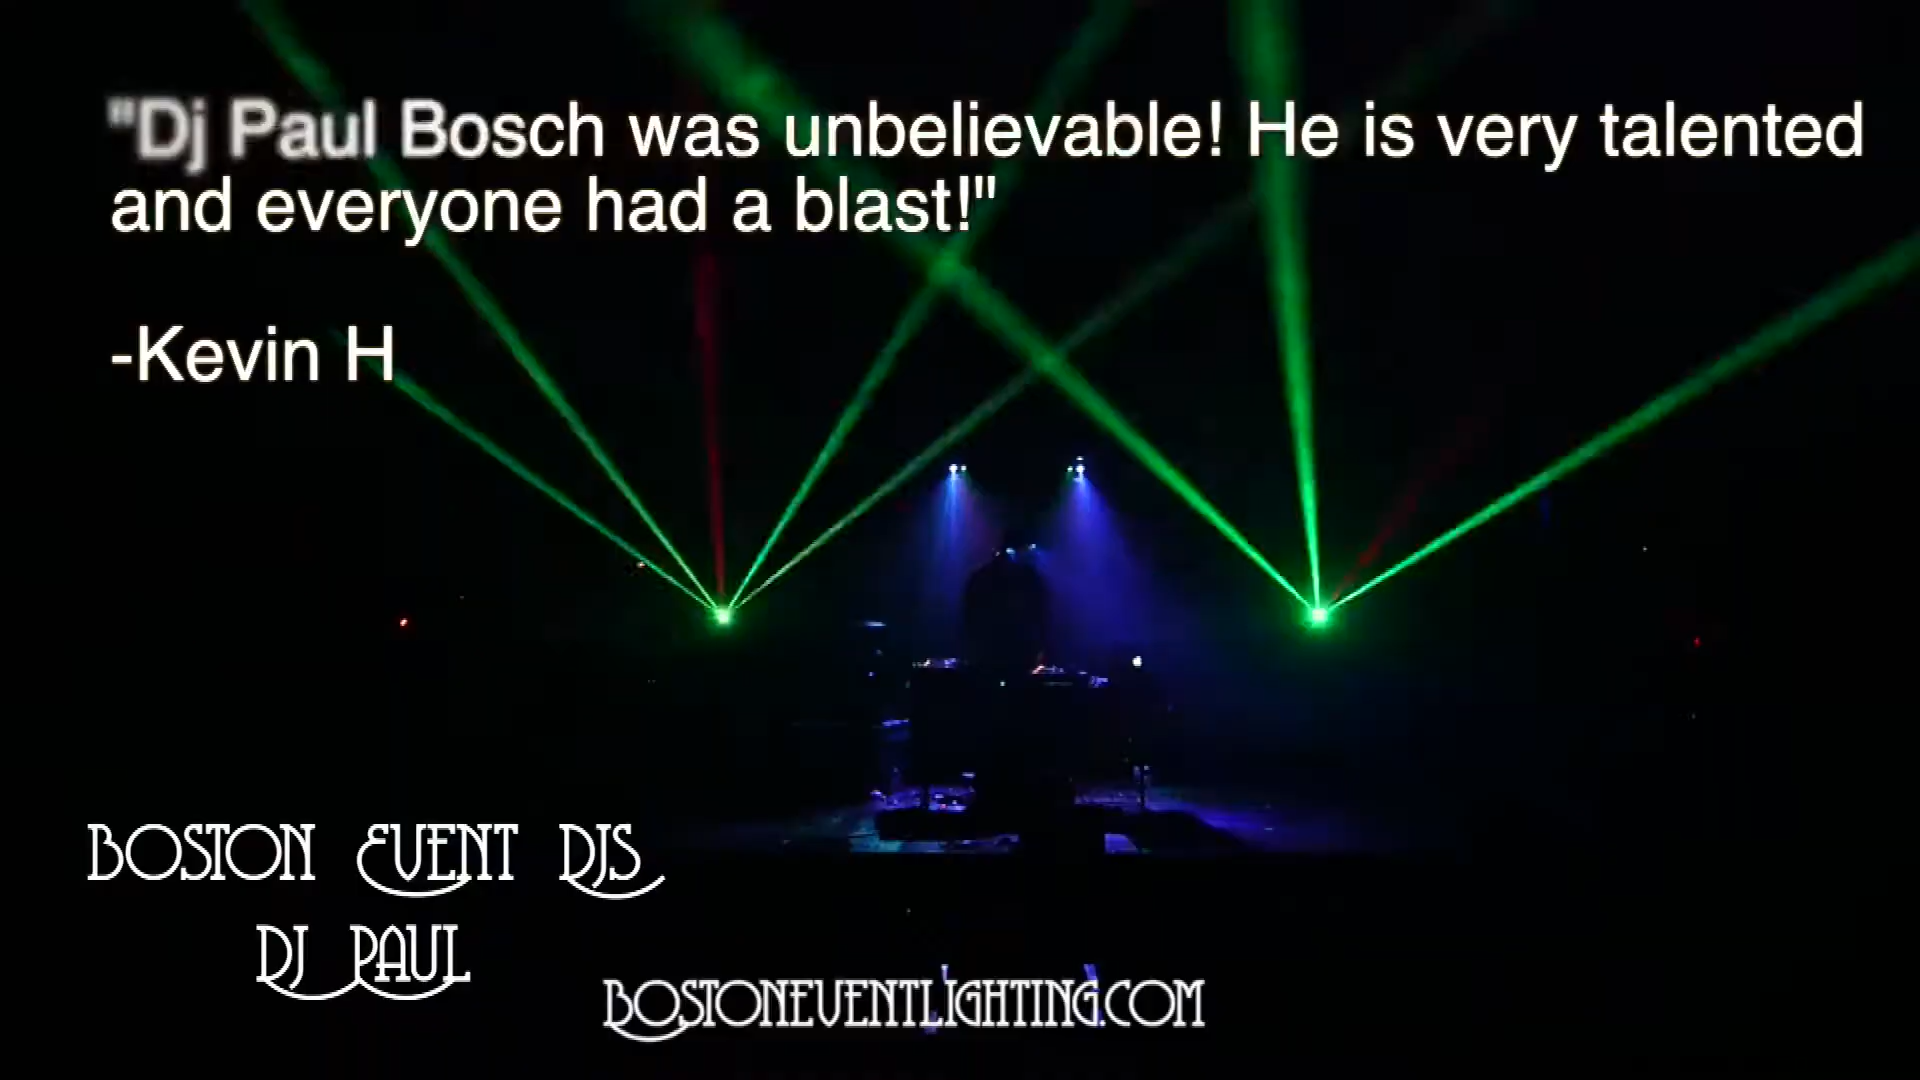 "Dj Paul Bosch was unbelievable! He is very talented
and everyone had a blast!"
-Kevin H
BOSTON EVENT DJS
DJ PAUL
BOSTONEVENTLIGHTING.COM